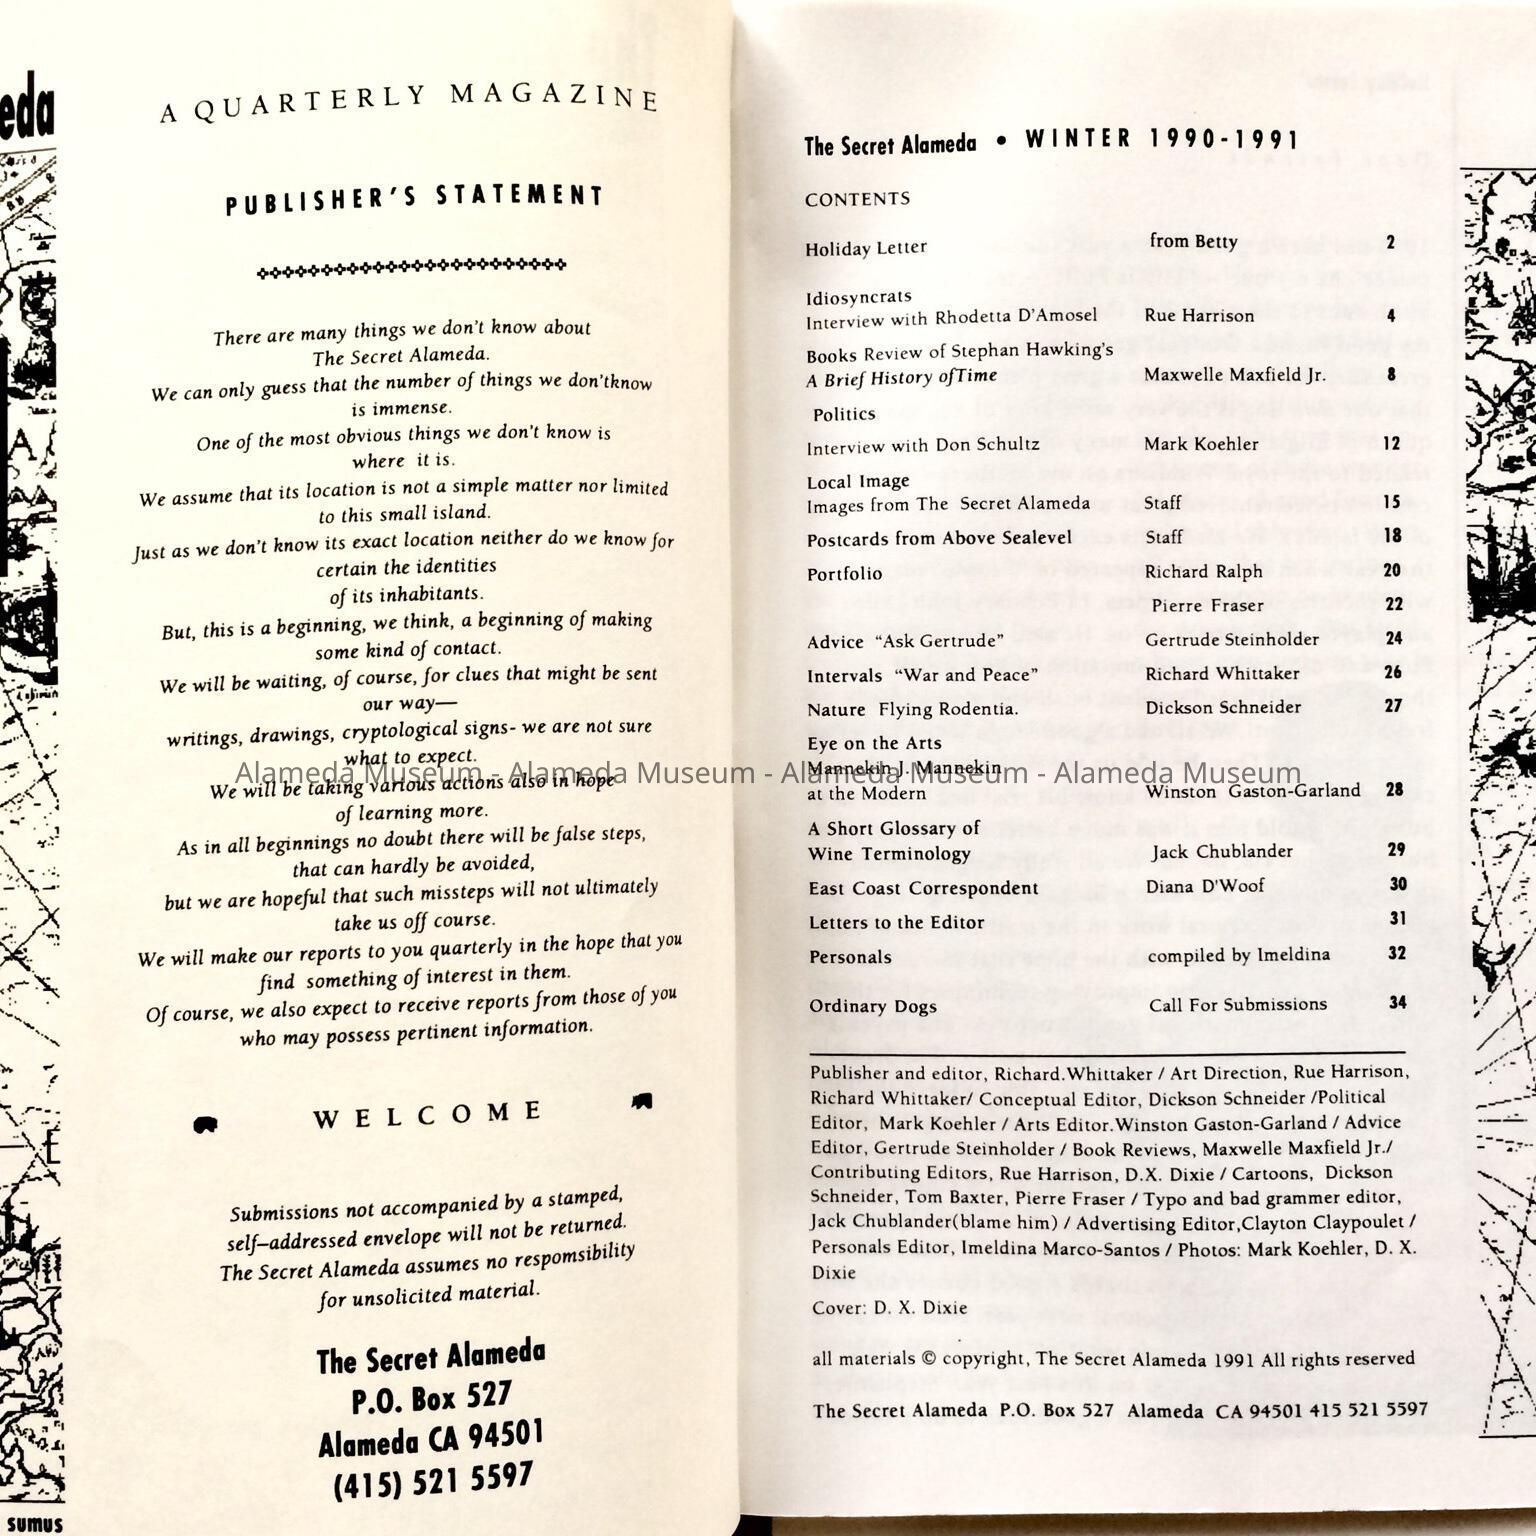 eda
A QUARTERLY MAGAZINE
PUBLISHER'S STATEMENT
There are many things we don't know about
The Secret Alameda.
We can only guess that the number of things we don'tknow
is immense.
One of the most obvious things we don't know is
where it is.
We assume that its location is not a simple matter nor limited
to this small island.
Just as we don't know its exact location neither do we know for
certain the identities
of its inhabitants.
But, this is a beginning, we think, a beginning of making
some kind of contact.
We will be waiting, of course, for clues that might be sent
our way—
writings, drawings, cryptological signs- we are not sure
what to expect.
We will be taking various actions also in hope
of learning more.
As in all beginnings no doubt there will be false steps,
that can hardly be avoided,
but we are hopeful that such missteps will not ultimately
take us off course.
We will make our reports to you quarterly in the hope that you
find something of interest in them.
Of course, we also expect to receive reports from those of you
who may possess pertinent information.
WELCOME
Submissions not accompanied by a stamped,
self—addressed envelope will not be returned.
The Secret Alameda assumes no respomsibility
for unsolicited material.
The Secret Alameda
P.O. Box 527
Alameda CA 94501
(415) 521 5597
sumus
The Secret Alameda • WINTER 1990-1991
CONTENTS
Holiday Letter from Betty 2
Idiosyncrats
Interview with Rhodetta D'Amosel Rue Harrison 4
Books Review of Stephan Hawking's
A Brief History ofTime Maxwelle Maxfield Jr. 8
Politics
Interview with Don Schultz Mark Koehler 12
Local Image
Images from The Secret Alameda Staff 15
Postcards from Above Sealevel Staff 18
Portfolio Richard Ralph 20
Pierre Fraser 22
Advice "Ask Gertrude" Gertrude Steinholder 24
Intervals "War and Peace" Richard Whittaker 26
Nature Flying Rodentia. Dickson Schneider 27
Eye on the Arts
Mannekin J. Mannekin
at the Modern Winston Gaston-Garland 28
A Short Glossary of
Wine Terminology Jack Chublander 29
East Coast Correspondent Diana D'Woof 30
Letters to the Editor 31
Personals compiled by Imeldina 32
Ordinary Dogs Call For Submissions 34
Publisher and editor, Richard.Whittaker / Art Direction, Rue Harrison,
Richard Whittaker/ Conceptual Editor, Dickson Schneider /Political
Editor, Mark Koehler / Arts Editor.Winston Gaston-Garland / Advice
Editor, Gertrude Steinholder / Book Reviews, Maxwelle Maxfield Jr./
Contributing Editors, Rue Harrison, D.X. Dixie / Cartoons, Dickson
Schneider, Tom Baxter, Pierre Fraser / Typo and bad grammer editor,
Jack Chublander(blame him) / Advertising Editor,Clayton Claypoulet /
Personals Editor, Imeldina Marco-Santos / Photos: Mark Koehler, D. X.
Dixie
Cover: D. X. Dixie
all materials © copyright, The Secret Alameda 1991 All rights reserved
The Secret Alameda P.O. Box 527 Alameda CA 94501 415 521 5597
Alameda Museum - Alameda Museum - Alameda Museum - Alameda Museum